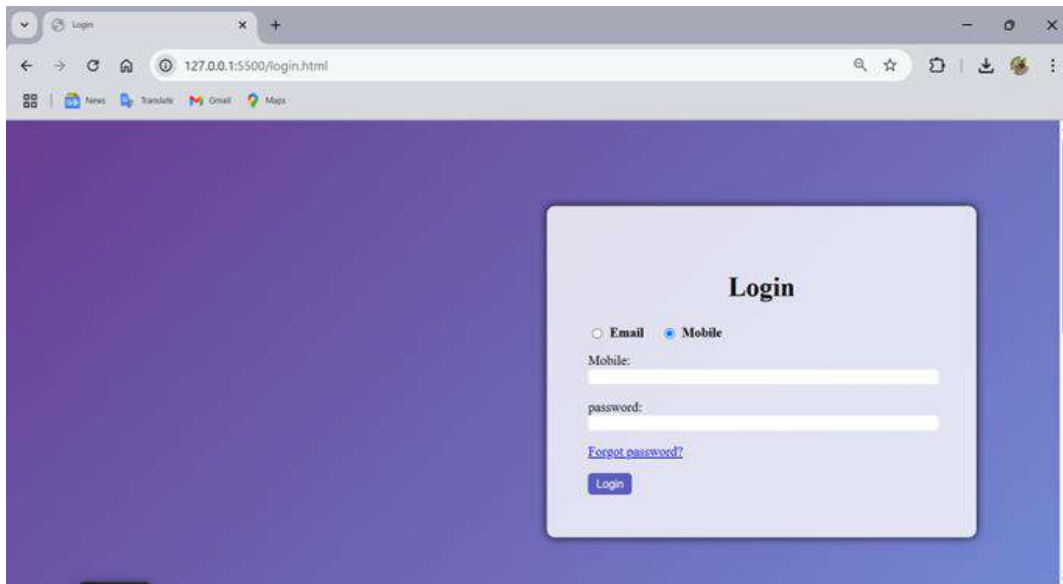 Login
127.0.0.1:5500/login.html
News Translate Gmail Maps
Login
Email Mobile
Mobile:
password:
Forgot password?
Login